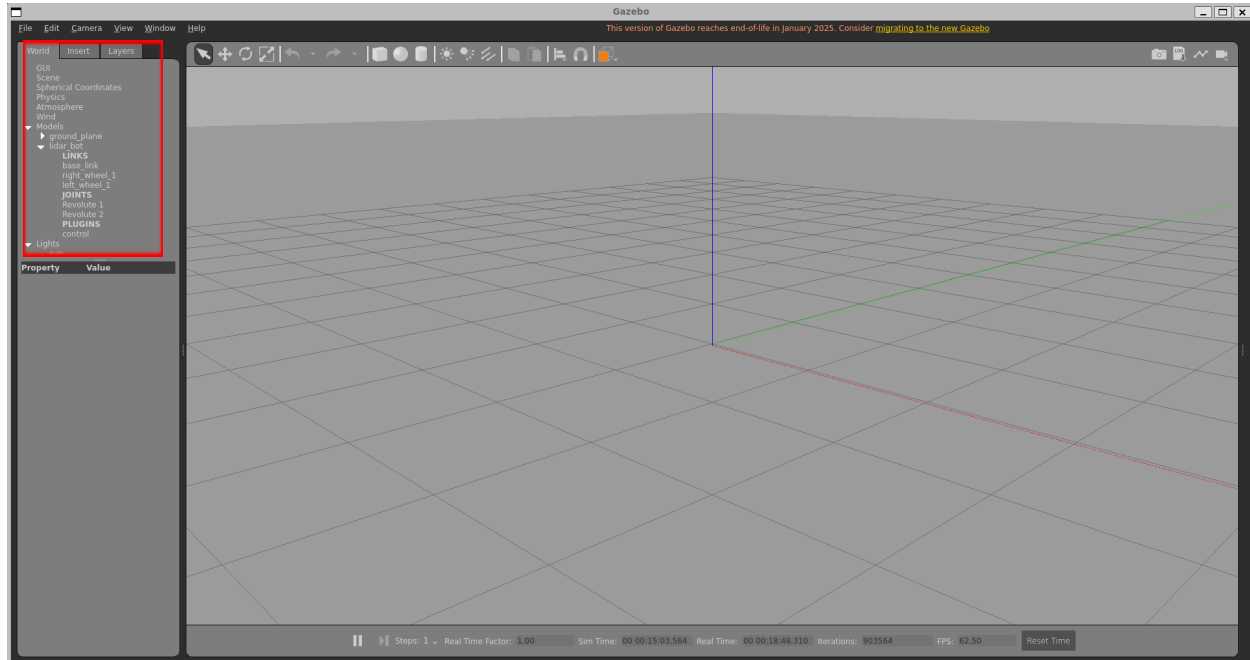 Gazebo
File Edit Camera View Window Help
This version of Gazebo reaches end-of-life in January 2025. Consider migrating to the new Gazebo
World Insert Layers
GUI
Scene
Spherical Coordinates
Physics
Atmosphere
Wind
Models
ground_plane
lidar_bot
LINKS
base_link
right_wheel_1
left_wheel_1
JOINTS
Revolute 1
Revolute 2
PLUGINS
control
Lights
Property Value
Steps: 1 Real Time Factor: 1.00 Sim Time: 00 00:15:03.564 Real Time: 00 00:18:48.310 Iterations: 903564 FPS: 62.50 Reset Time